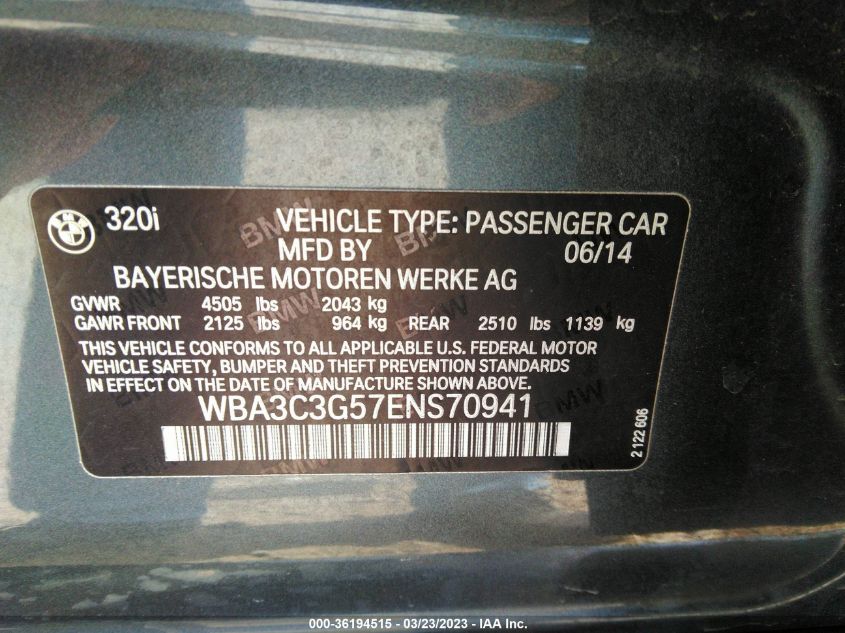 BMW 320i VEHICLE TYPE: PASSENGER CAR
MFD BY 06/14
BAYERISCHE MOTOREN WERKE AG
GVWR 4505 lbs 2043 kg
GAWR FRONT 2125 lbs 964 kg REAR 2510 lbs 1139 kg
THIS VEHICLE CONFORMS TO ALL APPLICABLE U.S. FEDERAL MOTOR
VEHICLE SAFETY, BUMPER AND THEFT PREVENTION STANDARDS
IN EFFECT ON THE DATE OF MANUFACTURE SHOWN ABOVE.
WBA3C3G57ENS70941
2 122 606
000-36194515 - 03/23/2023 - IAA Inc.